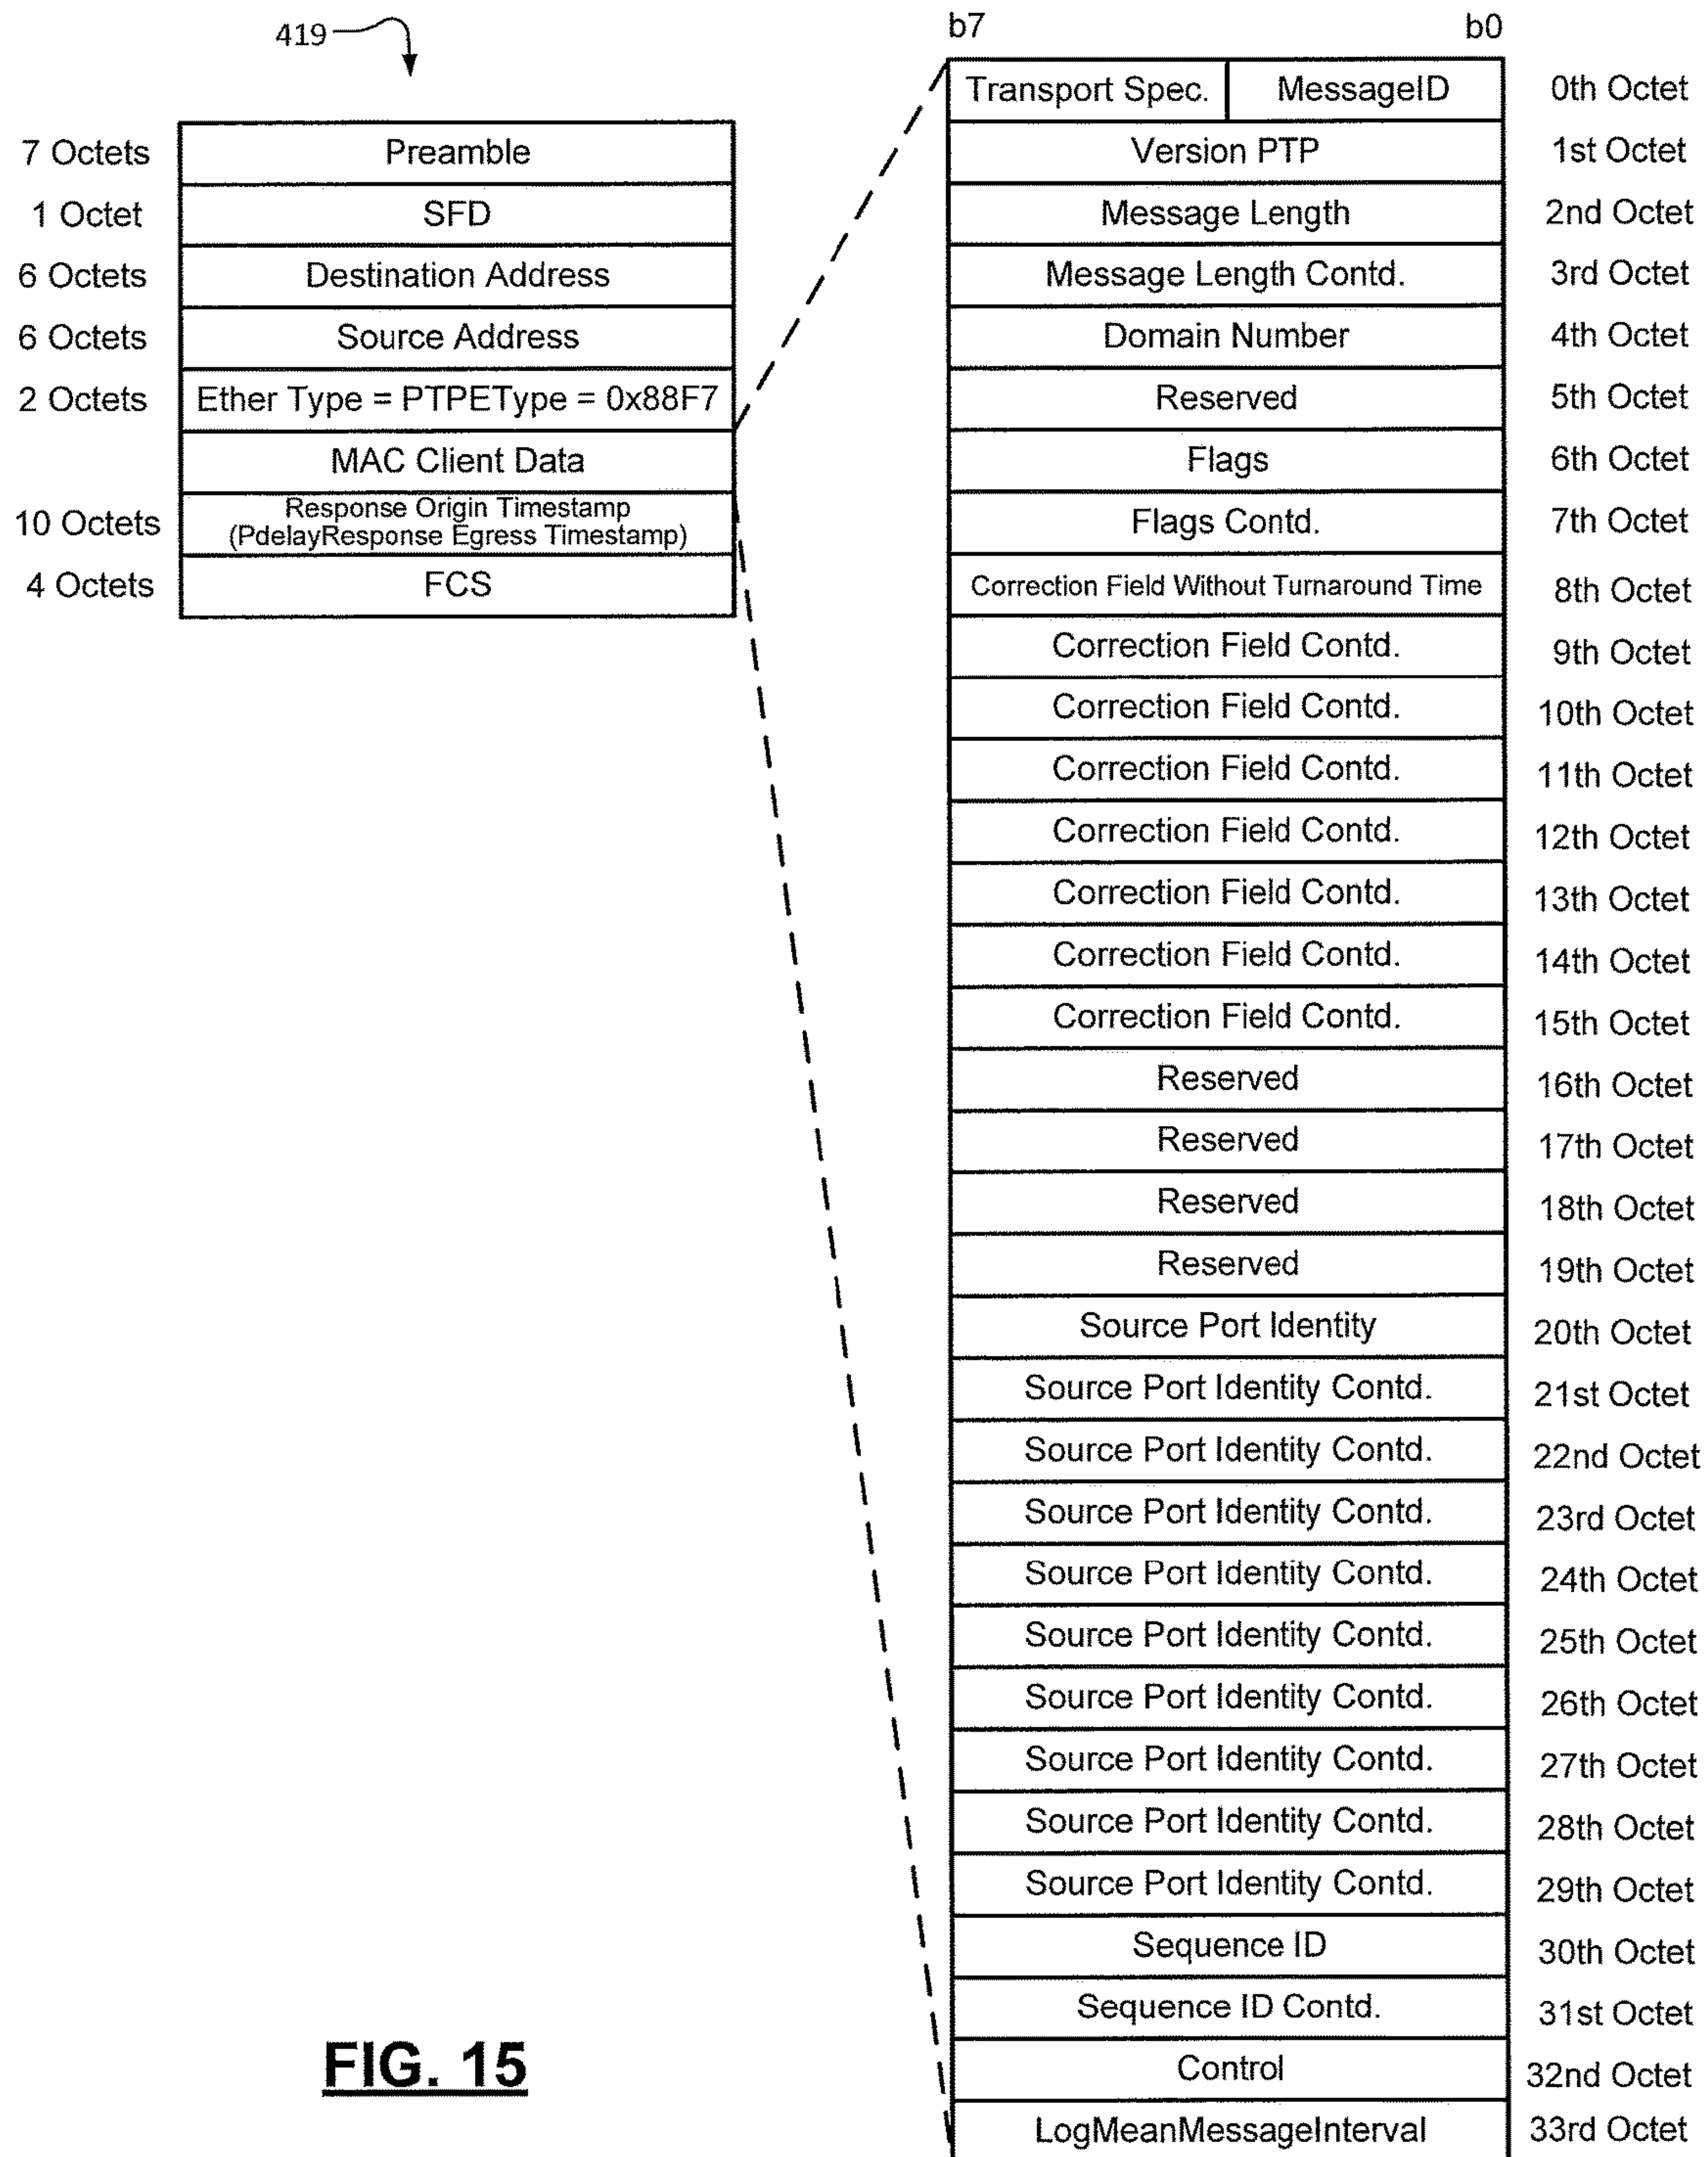 419
7 Octets Preamble
1 Octet SFD
6 Octets Destination Address
6 Octets Source Address
2 Octets Ether Type = PTPEType = 0x88F7
MAC Client Data
10 Octets Response Origin Timestamp
(PdelayResponse Egress Timestamp)
4 Octets FCS
b7 b0
Transport Spec. MessageID 0th Octet
Version PTP 1st Octet
Message Length 2nd Octet
Message Length Contd. 3rd Octet
Domain Number 4th Octet
Reserved 5th Octet
Flags 6th Octet
Flags Contd. 7th Octet
Correction Field Without Turnaround Time 8th Octet
Correction Field Contd. 9th Octet
Correction Field Contd. 10th Octet
Correction Field Contd. 11th Octet
Correction Field Contd. 12th Octet
Correction Field Contd. 13th Octet
Correction Field Contd. 14th Octet
Correction Field Contd. 15th Octet
Reserved 16th Octet
Reserved 17th Octet
Reserved 18th Octet
Reserved 19th Octet
Source Port Identity 20th Octet
Source Port Identity Contd. 21st Octet
Source Port Identity Contd. 22nd Octet
Source Port Identity Contd. 23rd Octet
Source Port Identity Contd. 24th Octet
Source Port Identity Contd. 25th Octet
Source Port Identity Contd. 26th Octet
Source Port Identity Contd. 27th Octet
Source Port Identity Contd. 28th Octet
Source Port Identity Contd. 29th Octet
Sequence ID 30th Octet
Sequence ID Contd. 31st Octet
Control 32nd Octet
LogMeanMessageInterval 33rd Octet
FIG. 15